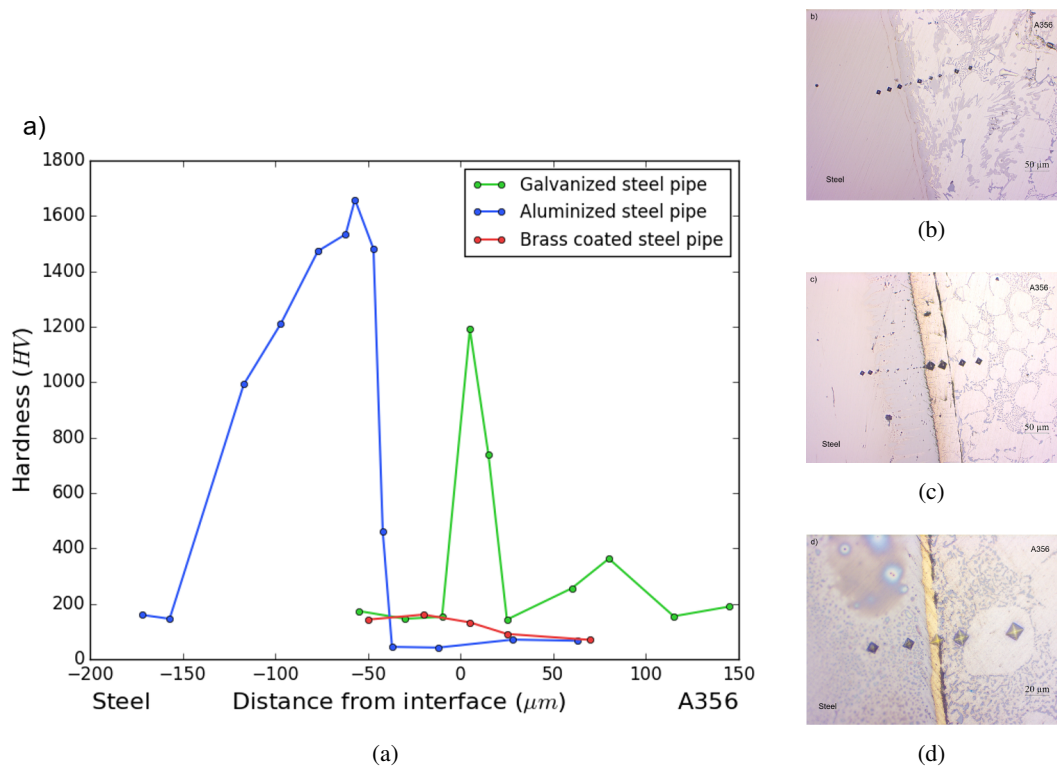 a)
1800
1600
1400
1200
1000
800
600
400
200
0
Hardness (HV)
Galvanized steel pipe
Aluminized steel pipe
Brass coated steel pipe
−200 −150 −100 −50 0 50 100 150
Steel Distance from interface (μm) A356
(a)
b)
A356
50 µm
Steel
(b)
c)
A356
50 µm
Steel
(c)
d)
A356
20 µm
Steel
(d)